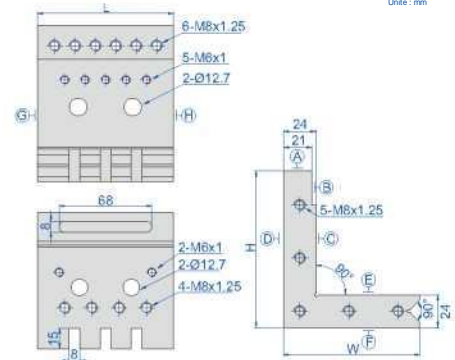 Unite : mm
L
6-M8x1.25
5-M6x1
2-Ø12.7
G
H
68
8
2-M6x1
2-Ø12.7
4-M8x1.25
15
8
24
21
A
B
5-M8x1.25
D
C
H
90°
E
90°
24
F
W